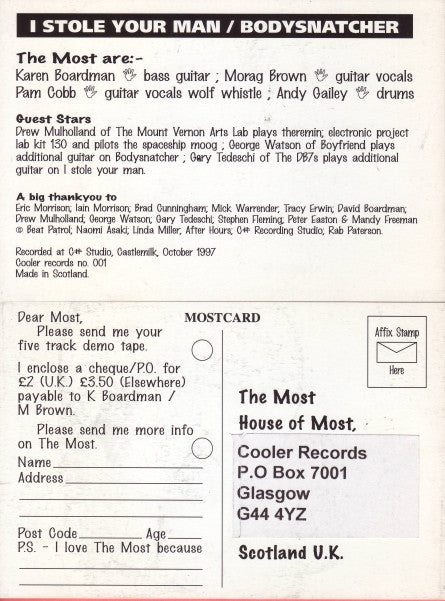 I STOLE YOUR MAN / BODYSNATCHER
The Most are:-
Karen Boardman bass guitar ; Morag Brown guitar vocals
Pam Cobb guitar vocals wolf whistle ; Andy Gailey drums
Guest Stars
Drew Mulholland of The Mount Vernon Arts Lab plays theremin; electronic project
lab kit 130 and pilots the spaceship moog ; George Watson of Boyfriend plays
additional guitar on Bodysnatcher ; Gary Tedeschi of The DB7s plays additional
guitar on I stole your man.
A big thankyou to
Eric Morrison; Iain Morrison; Brad Cunningham; Mick Warrender, Tracy Erwin; David Boardman;
Drew Mulholland; George Watson; Gary Tedeschi; Stephen Fleming; Peter Easton & Mandy Freeman
@ Beat Patrol; Naomi Asaki; Linda Miller, After Hours; C# Recording Studio; Rab Paterson.
Recorded at C# Studio, Castlemilk, October 1997
Cooler records no. 001
Made in Scotland.
Dear Most,
Please send me your
five track demo tape.
I enclose a cheque/P.O. for
£2 (U.K.) £3.50 (Elsewhere)
payable to K Boardman /
M Brown.
Please send me more info
on The Most.
Name
Address
Post Code Age
P.S. - I love The Most because
MOSTCARD
Affix Stamp
Here
The Most
House of Most,
Cooler Records
P.O Box 7001
Glasgow
G44 4YZ
Scotland U.K.